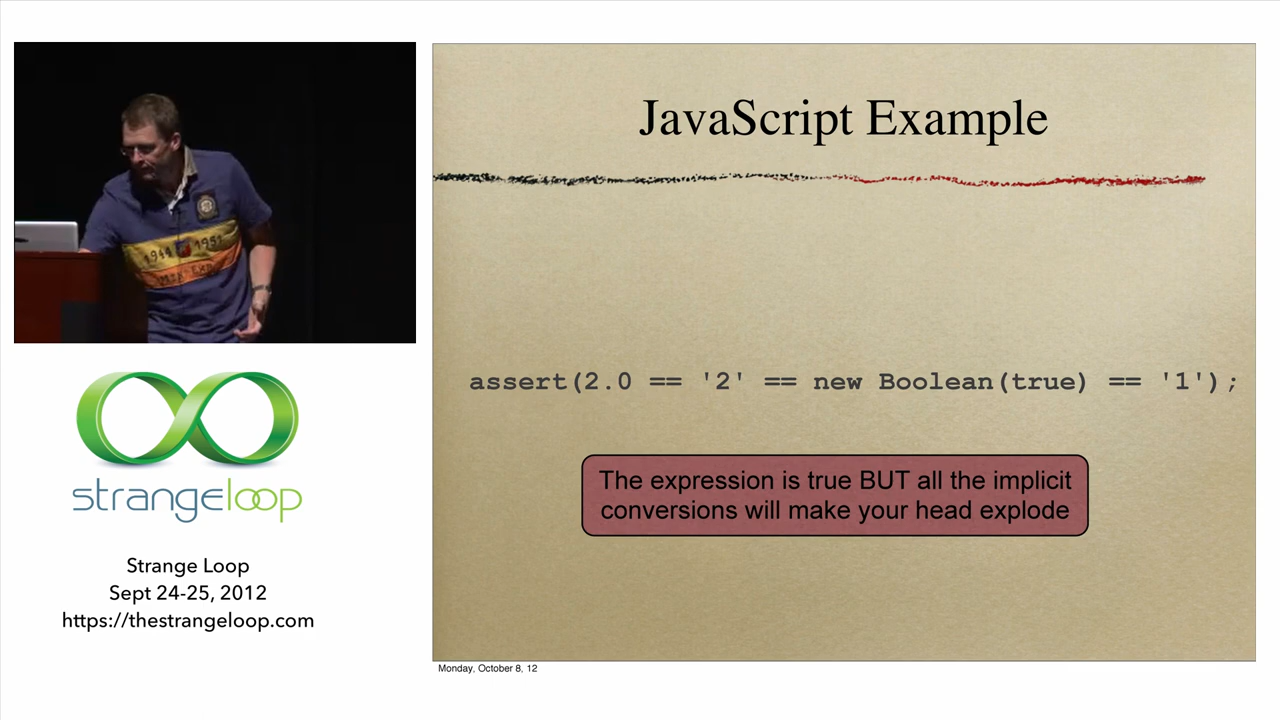 JavaScript Example
assert(2.0 == '2' == new Boolean(true) == '1');
The expression is true BUT all the implicit
conversions will make your head explode
1944 1951
strangeloop
Strange Loop
Sept 24-25, 2012
https://thestrangeloop.com
Monday, October 8, 12